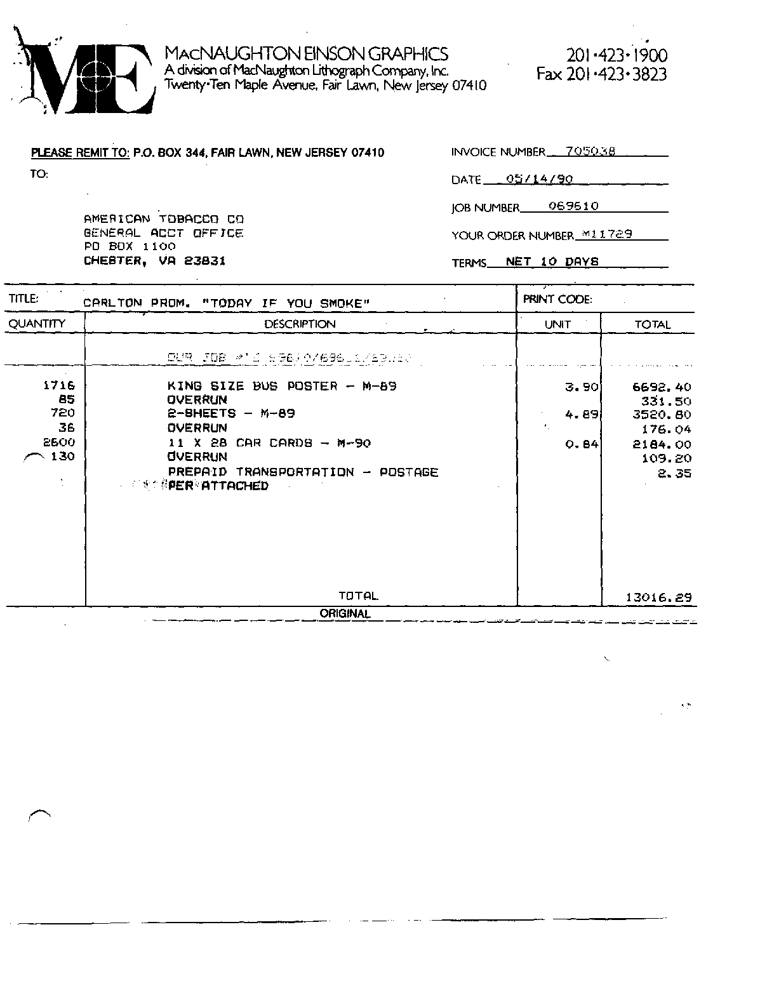 ME
MACNAUGHTON EINSON GRAPHICS
A division of MacNaughton Lithograph Company, Inc.
Twenty•Ten Maple Avenue, Fair Lawn, New Jersey 07410
201•423•1900
Fax 201•423•3823
PLEASE REMIT TO: P.O. BOX 344, FAIR LAWN, NEW JERSEY 07410
INVOICE NUMBER 705038
TO:
DATE 05/14/90
JOB NUMBER 069610
AMERICAN TOBACCO CO
GENERAL ACCT OFFICE
PO BOX 1100
CHESTER, VA 23831
YOUR ORDER NUMBER M11729
TERMS NET 10 DAYS
TITLE: CARLTON PROM. "TODAY IF YOU SMOKE" PRINT CODE:
QUANTITY DESCRIPTION UNIT TOTAL
OUR JOB #'S
1716 KING SIZE BUS POSTER - M-89 3.90 6692.40
85 OVERRUN 331.50
720 2-SHEETS - M-89 4.89 3520.80
36 OVERRUN 176.04
2600 11 X 28 CAR CARDS - M-90 0.84 2184.00
130 OVERRUN 109.20
PREPAID TRANSPORTATION - POSTAGE 2.35
PER ATTACHED
TOTAL 13016.29
ORIGINAL